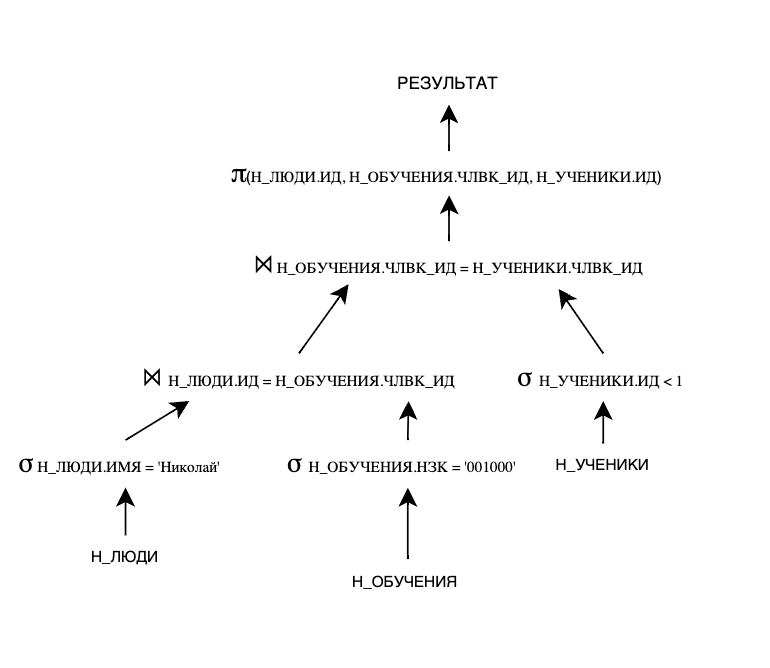 РЕЗУЛЬТАТ
π(Н_ЛЮДИ.ИД, Н_ОБУЧЕНИЯ.ЧЛВК_ИД, Н_УЧЕНИКИ.ИД)
⋈ Н_ОБУЧЕНИЯ.ЧЛВК_ИД = Н_УЧЕНИКИ.ЧЛВК_ИД
⋈ Н_ЛЮДИ.ИД = Н_ОБУЧЕНИЯ.ЧЛВК_ИД
σ Н_УЧЕНИКИ.ИД < 1
σ Н_ЛЮДИ.ИМЯ = 'Николай'
σ Н_ОБУЧЕНИЯ.НЗК = '001000'
Н_УЧЕНИКИ
Н_ЛЮДИ
Н_ОБУЧЕНИЯ